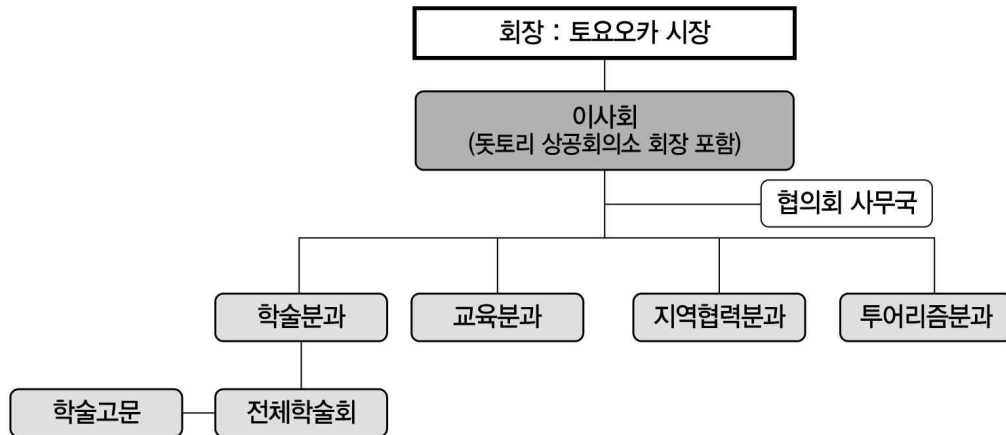 회장 : 토요오카 시장
이사회
(돗토리 상공회의소 회장 포함)
협의회 사무국
학술분과
교육분과
지역협력분과
투어리즘분과
학술고문
전체학술회